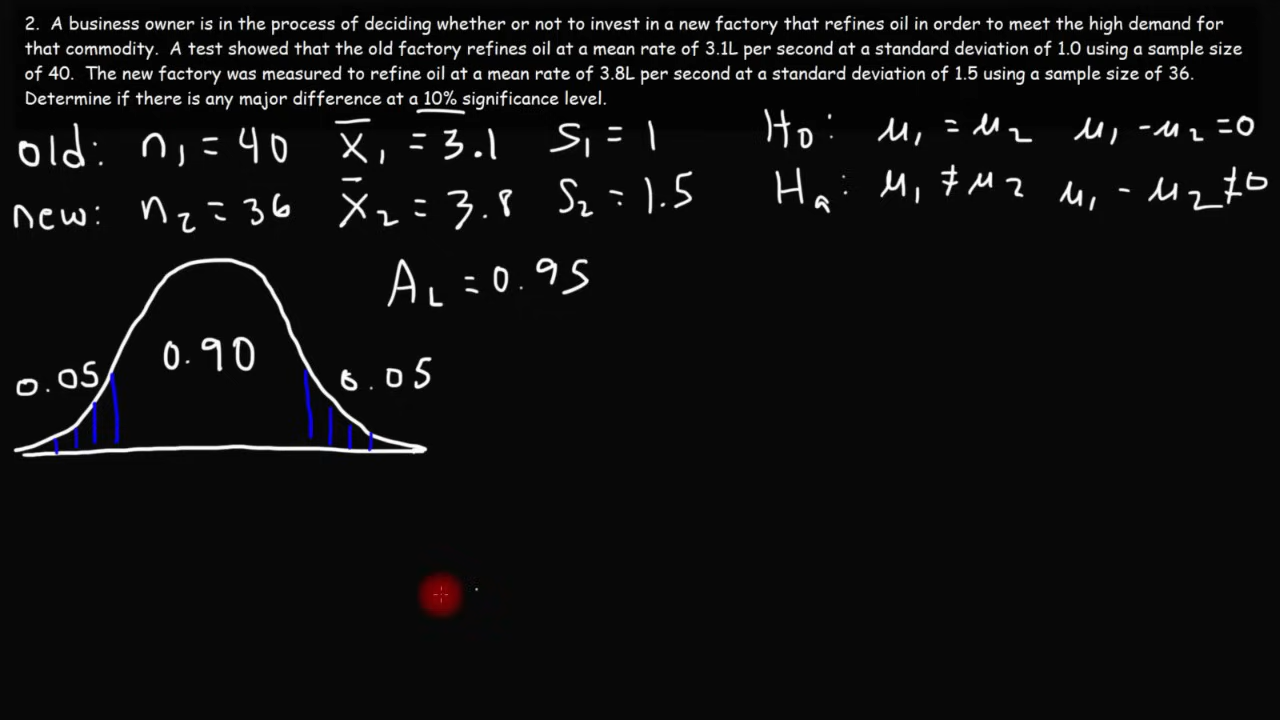 2. A business owner is in the process of deciding whether or not to invest in a new factory that refines oil in order to meet the high demand for
that commodity. A test showed that the old factory refines oil at a mean rate of 3.1L per second at a standard deviation of 1.0 using a sample size
of 40. The new factory was measured to refine oil at a mean rate of 3.8L per second at a standard deviation of 1.5 using a sample size of 36.
Determine if there is any major difference at a 10% significance level.
old: n₁ = 40 x̄₁ = 3.1 S₁ = 1 H₀: μ₁ = μ₂ μ₁ - μ₂ = 0
new: n₂ = 36 x̄₂ = 3.8 S₂ = 1.5 Hₐ: μ₁ ≠ μ₂ μ₁ - μ₂ ≠ 0
A_L = 0.95
0.05 0.90 0.05